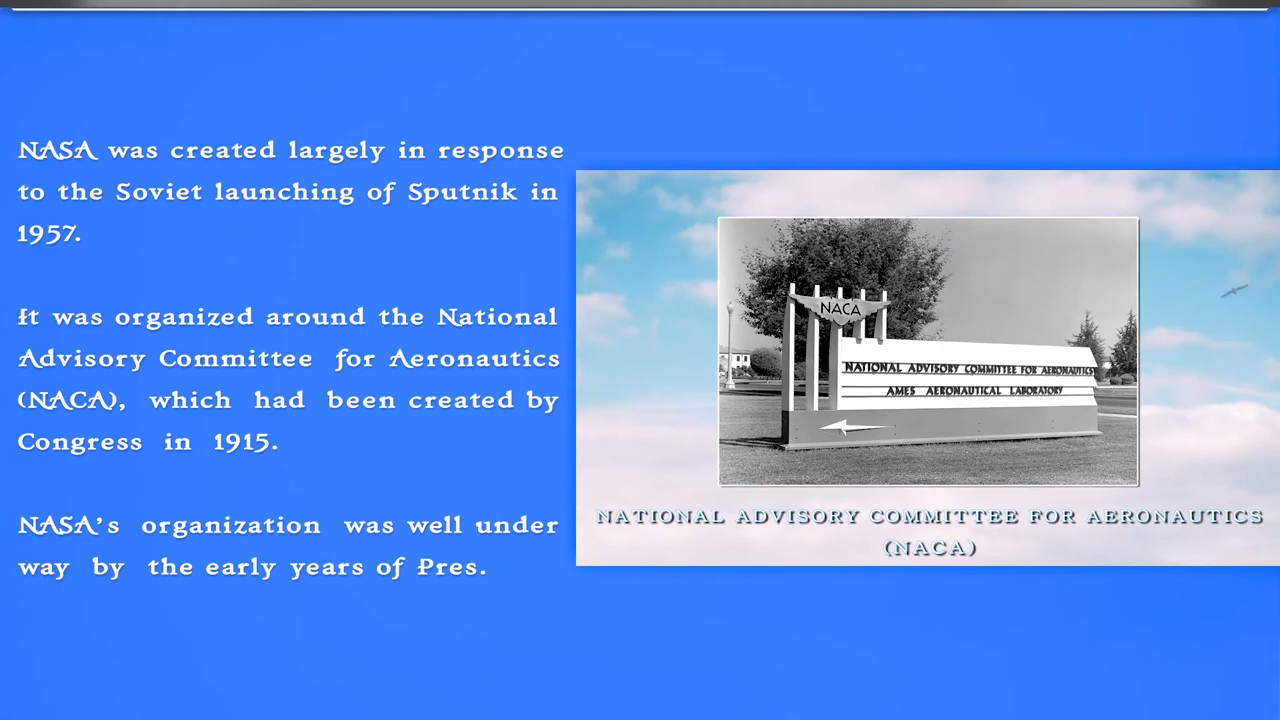 NASA was created largely in response
to the Soviet launching of Sputnik in
1957.
It was organized around the National
Advisory Committee for Aeronautics
(NACA), which had been created by
Congress in 1915.
NASA's organization was well under
way by the early years of Pres.
NACA
NATIONAL ADVISORY COMMITTEE FOR AERONAUTICS
AMES AERONAUTICAL LABORATORY
NATIONAL ADVISORY COMMITTEE FOR AERONAUTICS
(NACA)